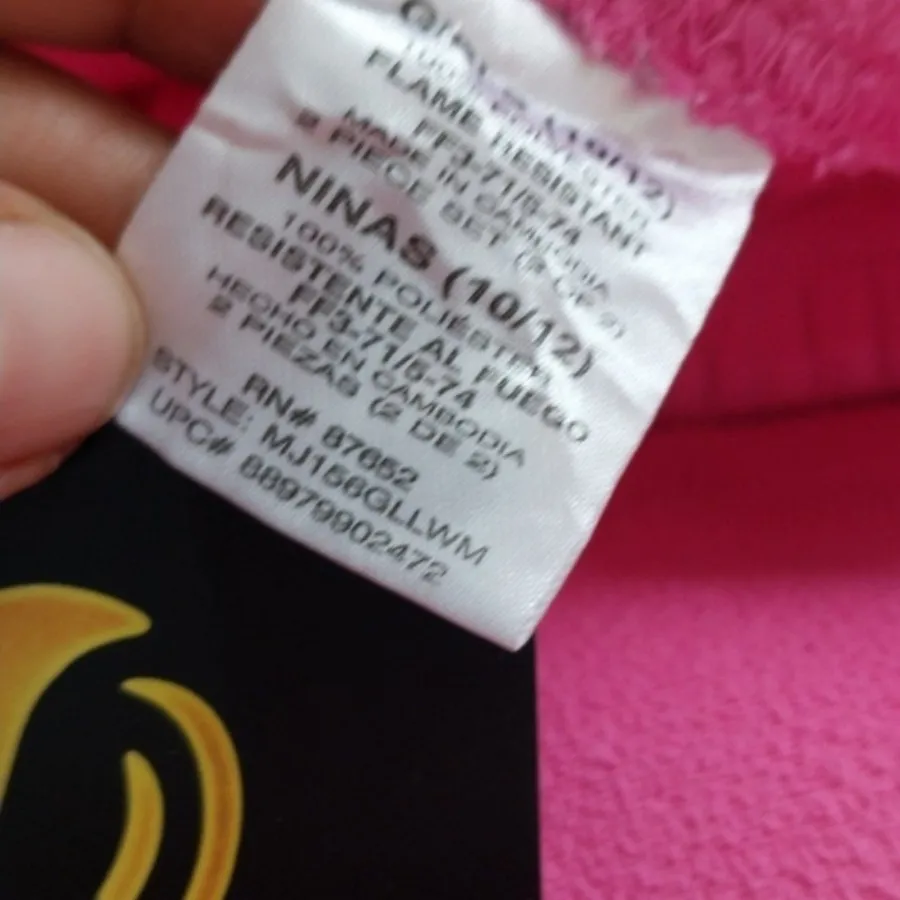 FLAME RESISTANT
FF3-71/5-74
MADE IN CAMBODIA
2 PIECE SET (2 OF 2)
NINAS (10/12)
100% POLIÉSTER
RESISTENTE AL FUEGO
FF3-71/5-74
HECHO EN CAMBODIA
2 PIEZAS (2 DE 2)
RN# 87652
STYLE: MJ156GLLWM
UPC# 88979902472